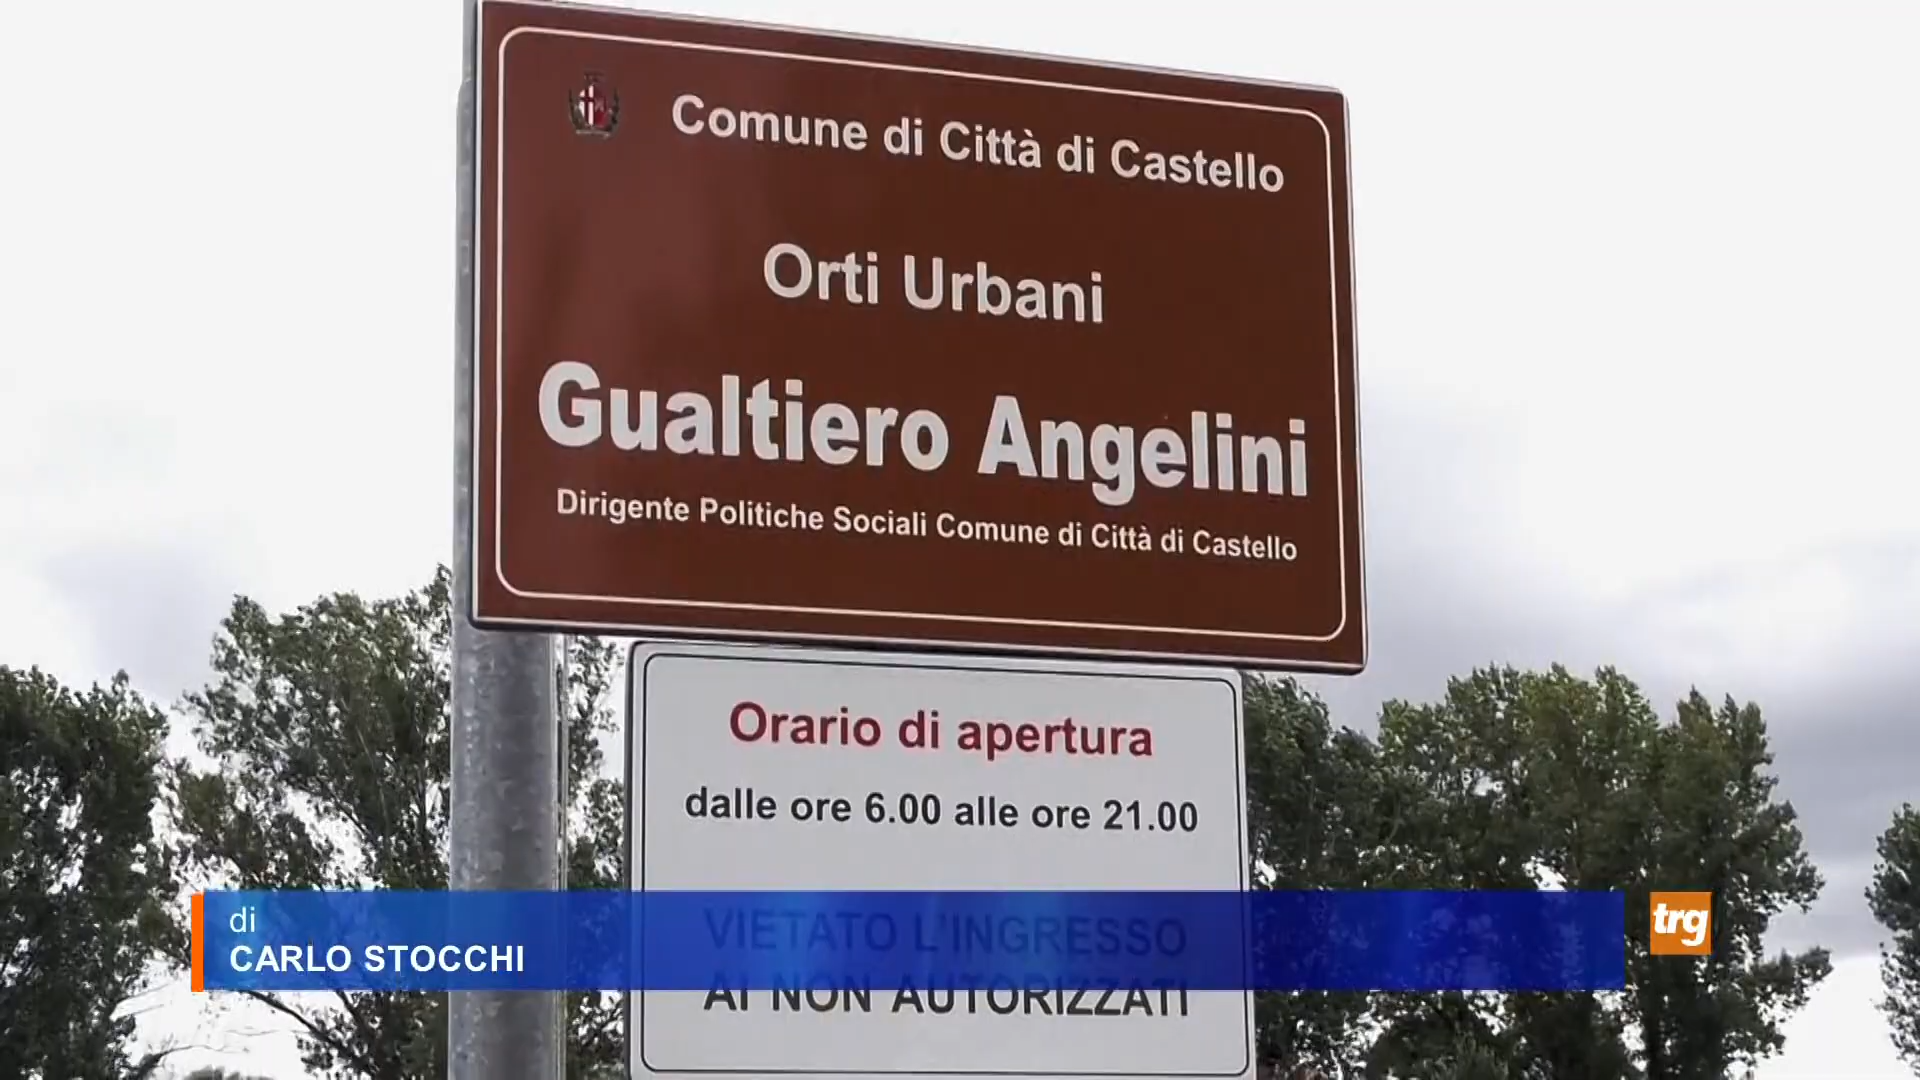 Comune di Città di Castello
Orti Urbani
Gualtiero Angelini
Dirigente Politiche Sociali Comune di Città di Castello
Orario di apertura
dalle ore 6.00 alle ore 21.00
VIETATO L'INGRESSO
AI NON AUTORIZZATI
di
CARLO STOCCHI
trg